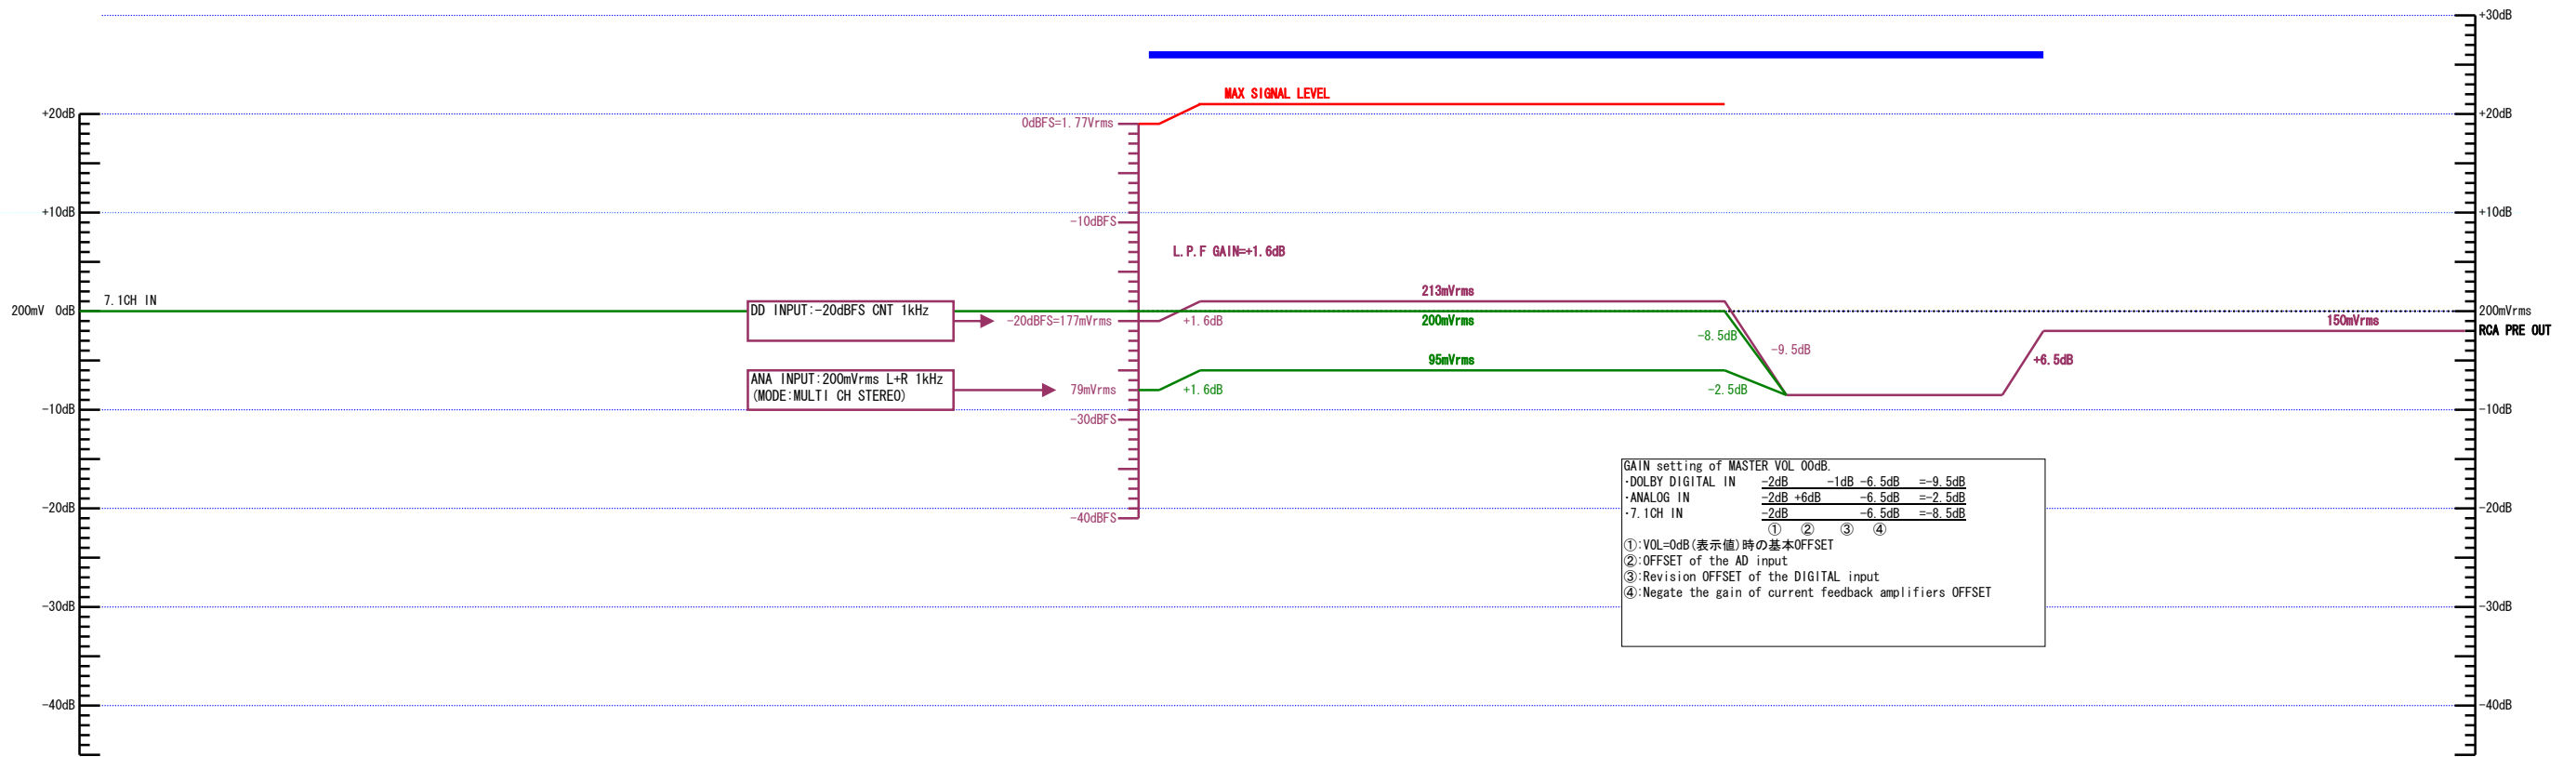 +30dB
MAX SIGNAL LEVEL
+20dB
0dBFS=1.77Vrms
+20dB
+10dB
-10dBFS
+10dB
L.P.F GAIN=+1.6dB
7.1CH IN
213mVrms
200mV 0dB
DD INPUT:-20dBFS CNT 1kHz
-20dBFS=177mVrms
+1.6dB
200mVrms
200mVrms
150mVrms
RCA PRE OUT
-8.5dB
-9.5dB
95mVrms
+6.5dB
ANA INPUT:200mVrms L+R 1kHz
(MODE:MULTI CH STEREO)
79mVrms
+1.6dB
-2.5dB
-10dB
-30dBFS
-10dB
GAIN setting of MASTER VOL 00dB.
・DOLBY DIGITAL IN -2dB -1dB -6.5dB =-9.5dB
・ANALOG IN -2dB +6dB -6.5dB =-2.5dB
・7.1CH IN -2dB -6.5dB =-8.5dB
① ② ③ ④
①:VOL=0dB(表示値)時の基本OFFSET
②:OFFSET of the AD input
③:Revision OFFSET of the DIGITAL input
④:Negate the gain of current feedback amplifiers OFFSET
-20dB
-40dBFS
-20dB
-30dB
-30dB
-40dB
-40dB